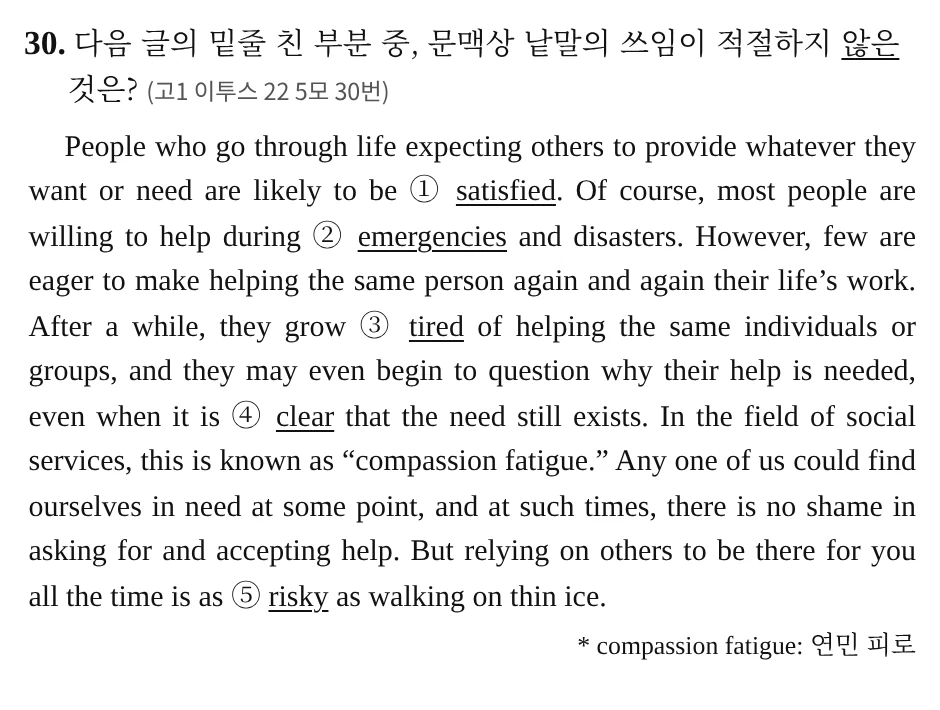 30. 다음 글의 밑줄 친 부분 중, 문맥상 낱말의 쓰임이 적절하지 않은
것은? (고1 이투스 22 5모 30번)
People who go through life expecting others to provide whatever they
want or need are likely to be ① satisfied. Of course, most people are
willing to help during ② emergencies and disasters. However, few are
eager to make helping the same person again and again their life’s work.
After a while, they grow ③ tired of helping the same individuals or
groups, and they may even begin to question why their help is needed,
even when it is ④ clear that the need still exists. In the field of social
services, this is known as “compassion fatigue.” Any one of us could find
ourselves in need at some point, and at such times, there is no shame in
asking for and accepting help. But relying on others to be there for you
all the time is as ⑤ risky as walking on thin ice.
* compassion fatigue: 연민 피로